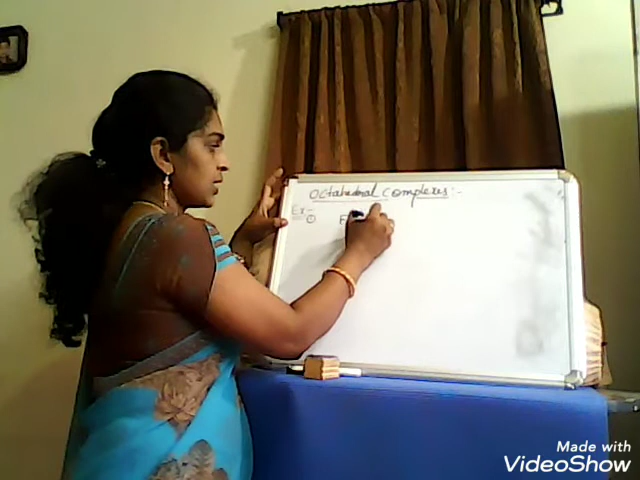 Octahedral Complexes:-
Ex:-
① F
Made with
VideoShow